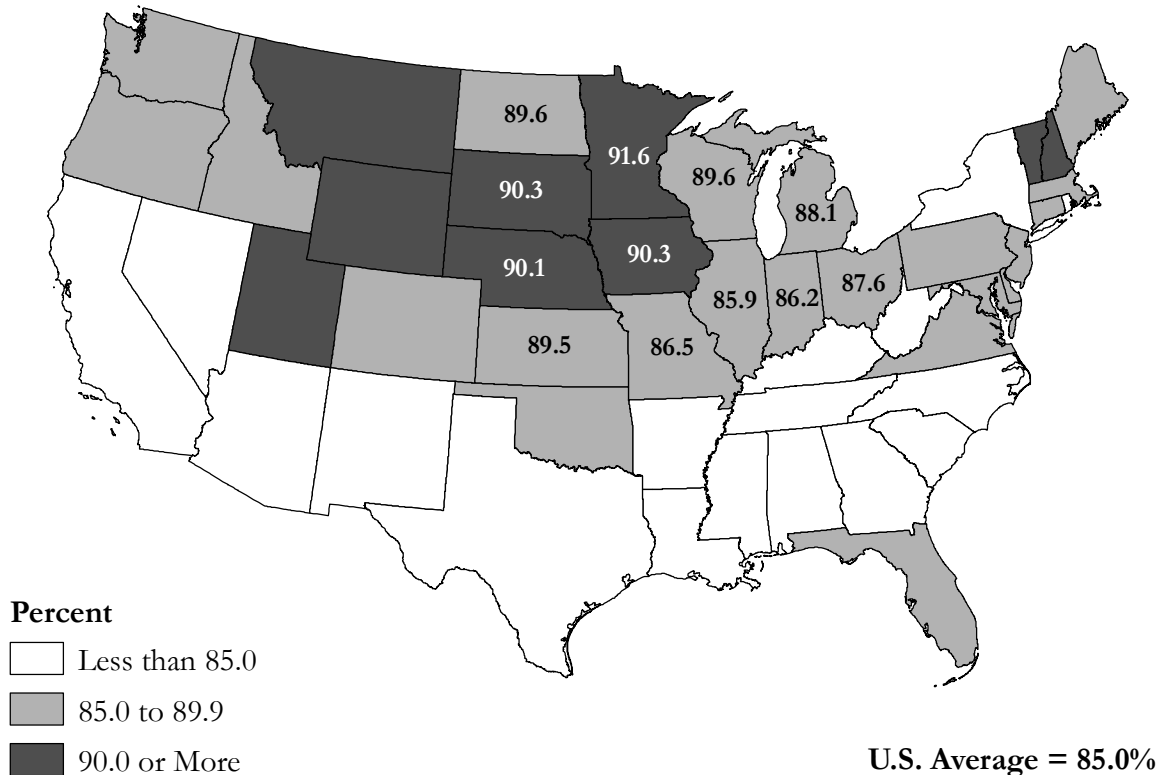 89.6
91.6
89.6
90.3
88.1
90.3
90.1
87.6
85.9
86.2
89.5
86.5
Percent
Less than 85.0
85.0 to 89.9
90.0 or More
U.S. Average = 85.0%